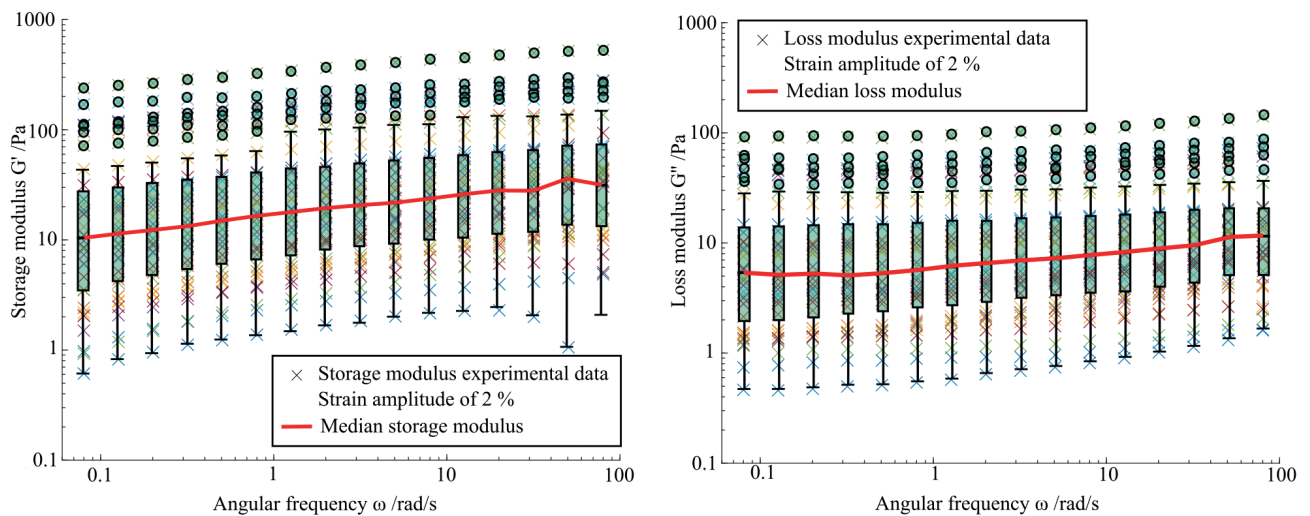 1000
100
10
1
0.1
Storage modulus G' /Pa
× Storage modulus experimental data
Strain amplitude of 2 %
Median storage modulus
0.1 1 10 100
Angular frequency ω /rad/s
1000
100
10
1
0.1
Loss modulus G'' /Pa
× Loss modulus experimental data
Strain amplitude of 2 %
Median loss modulus
0.1 1 10 100
Angular frequency ω /rad/s